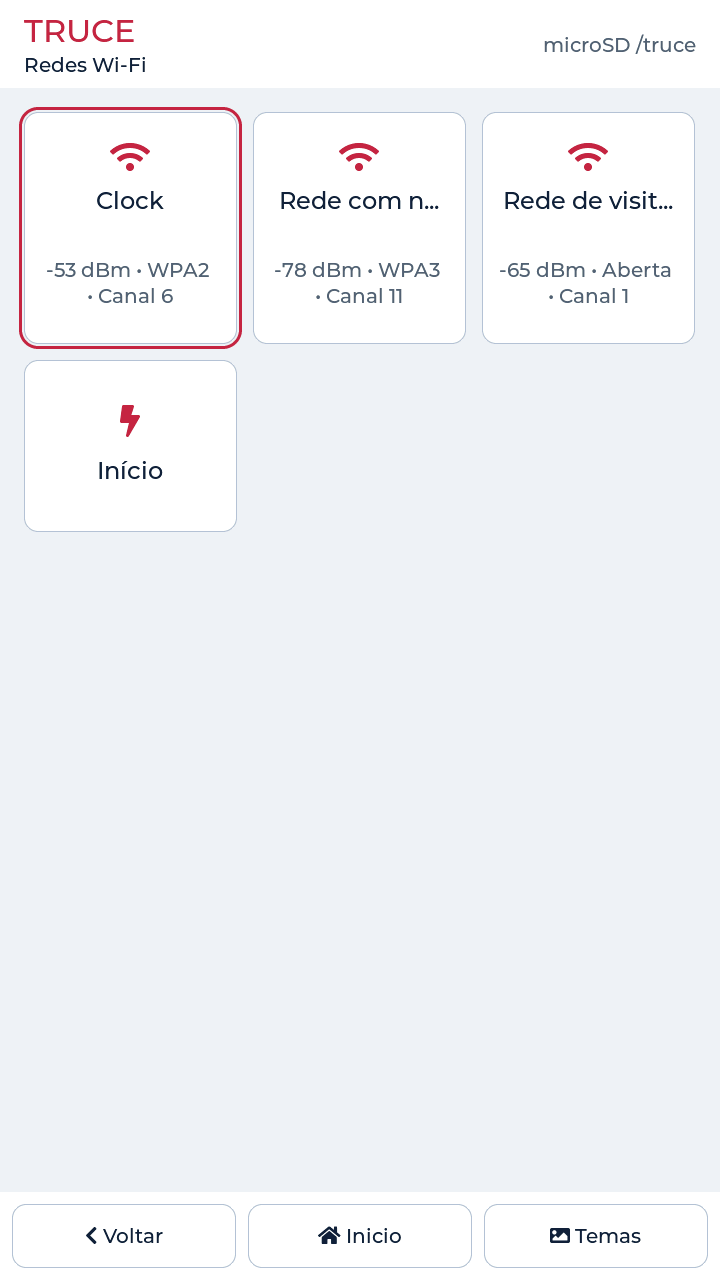 TRUCE
Redes Wi-Fi
microSD /truce
Clock
-53 dBm • WPA2
• Canal 6
Rede com n...
-78 dBm • WPA3
• Canal 11
Rede de visit...
-65 dBm • Aberta
• Canal 1
Início
Voltar
Inicio
Temas